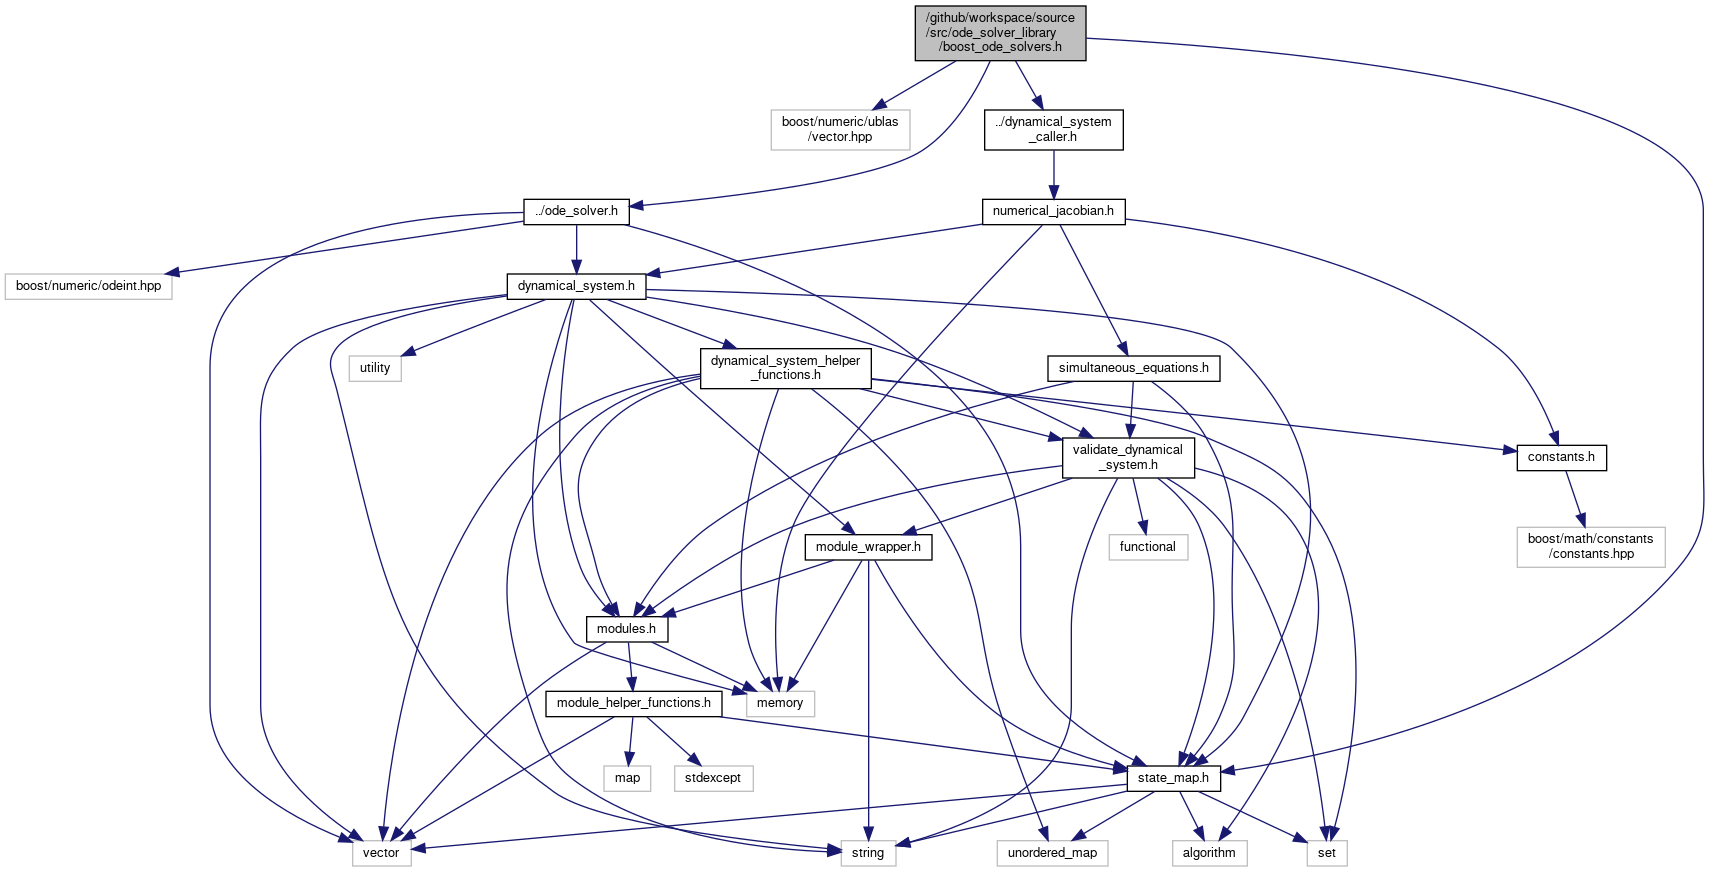 /github/workspace/source
/src/ode_solver_library
/boost_ode_solvers.h
boost/numeric/ublas
/vector.hpp
../dynamical_system
_caller.h
../ode_solver.h
numerical_jacobian.h
boost/numeric/odeint.hpp
dynamical_system.h
utility
dynamical_system_helper
_functions.h
simultaneous_equations.h
validate_dynamical
_system.h
constants.h
module_wrapper.h
functional
boost/math/constants
/constants.hpp
modules.h
module_helper_functions.h
memory
map
stdexcept
state_map.h
vector
string
unordered_map
algorithm
set